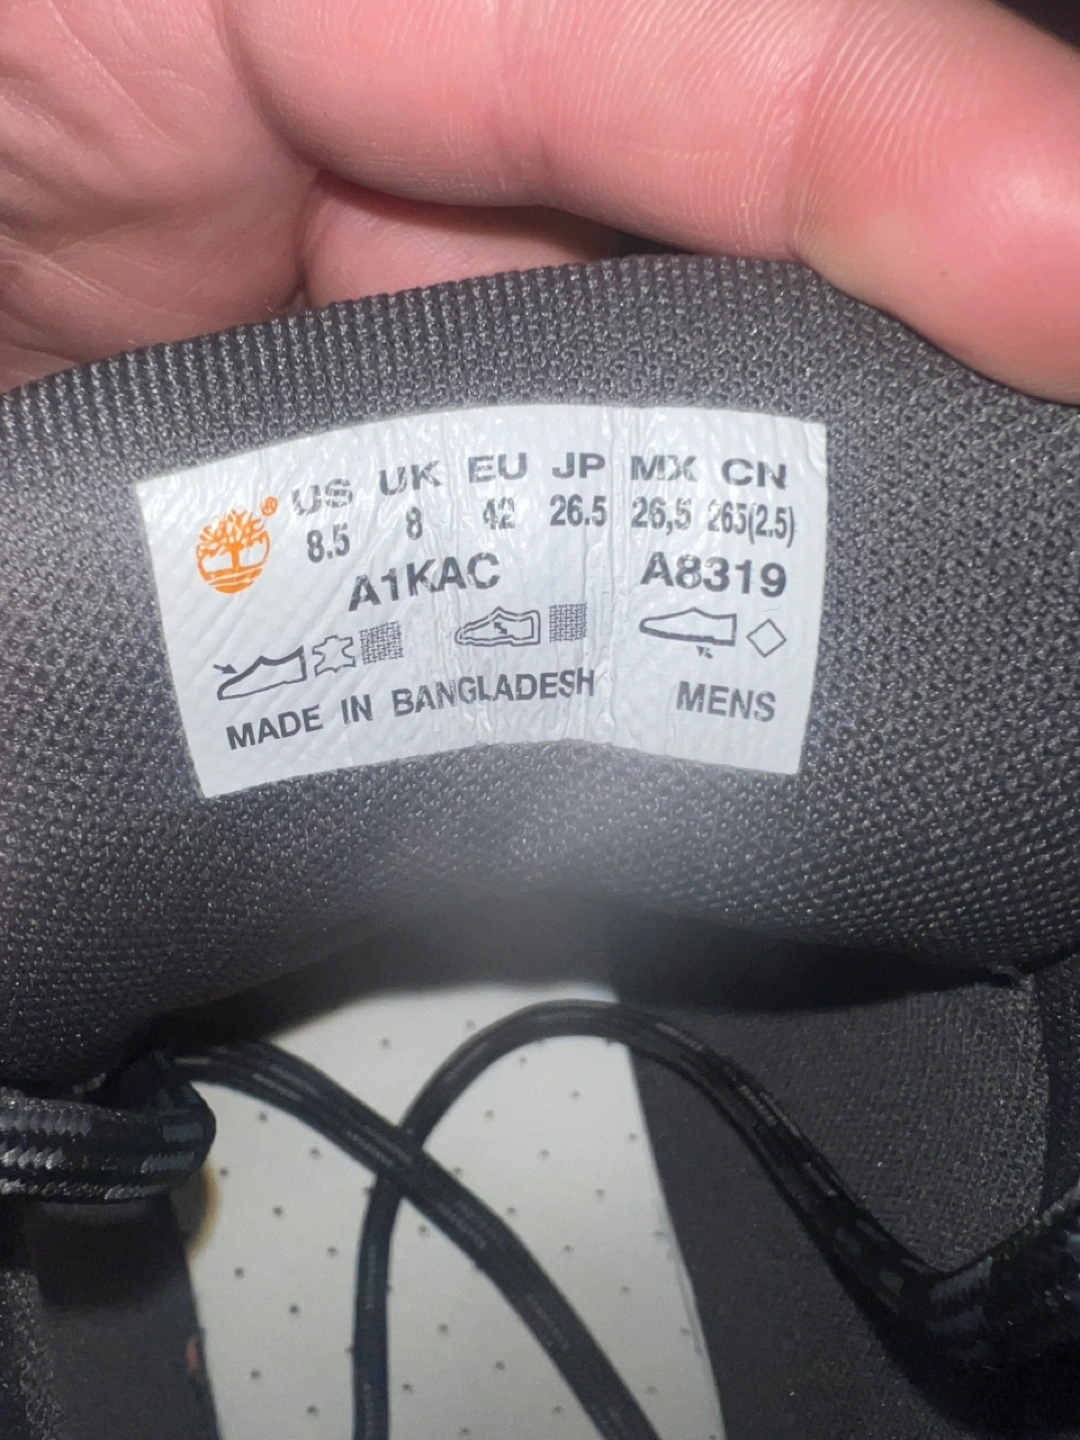 US UK EU JP MX CN
8.5 8 42 26.5 26,5 265(2.5)
A1KAC A8319
MADE IN BANGLADESH MENS